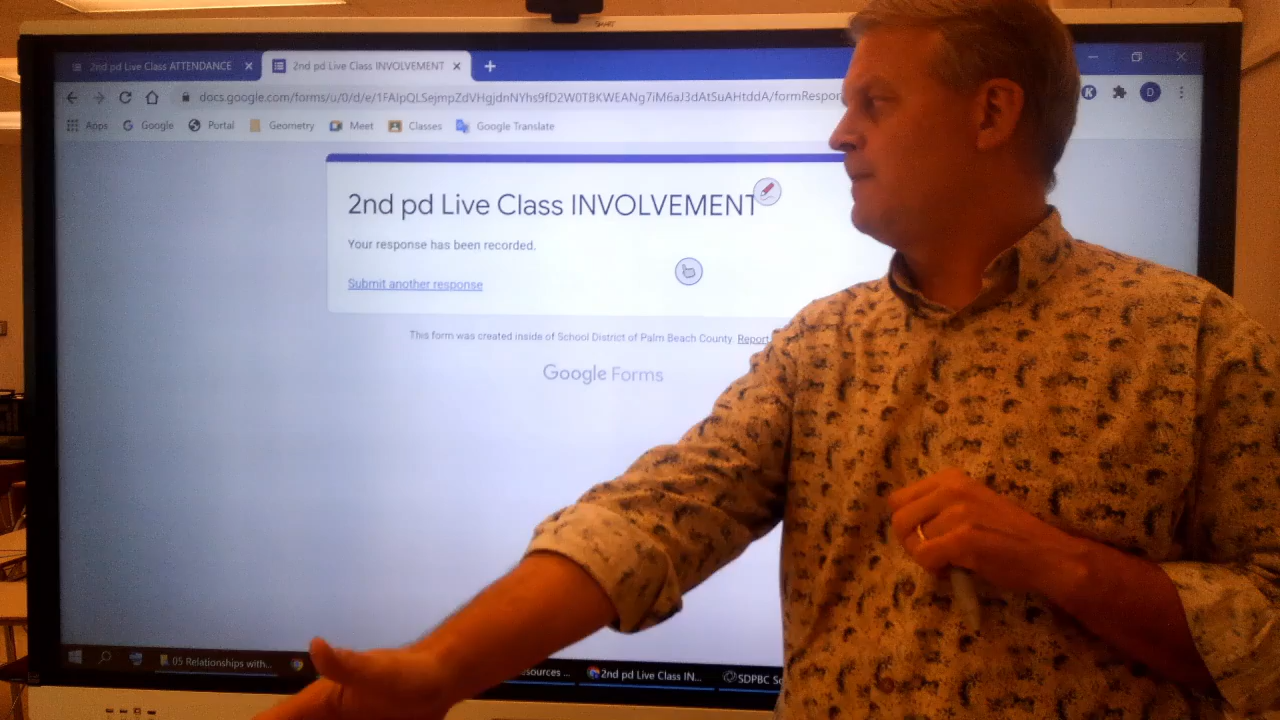 SMART
2nd pd Live Class ATTENDANCE
2nd pd Live Class INVOLVEMENT
docs.google.com/forms/u/0/d/e/1FAIpQLSejmpZdVHgjdnNYhs9fD2W0TBKWEANg7iM6aJ3dAtSuAHtddA/formRespon
K
D
Apps
Google
Portal
Geometry
Meet
Classes
Google Translate
2nd pd Live Class INVOLVEMENT
Your response has been recorded.
Submit another response
This form was created inside of School District of Palm Beach County. Report
Google Forms
05 Relationships with...
esources ...
2nd pd Live Class IN...
SDPBC Sc